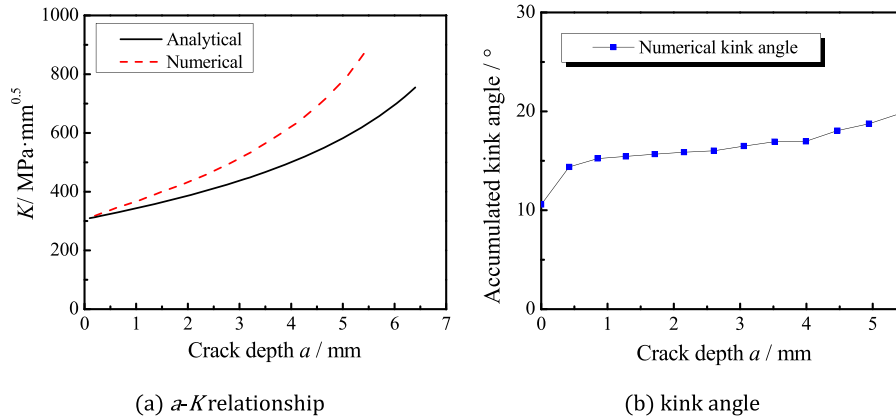 1000
800
600
400
200
0
K/ MPa·mm^0.5
Analytical
Numerical
0 1 2 3 4 5 6 7
Crack depth a / mm
(a) a-K relationship
30
20
10
0
Accumulated kink angle / °
Numerical kink angle
0 1 2 3 4 5
Crack depth a / mm
(b) kink angle